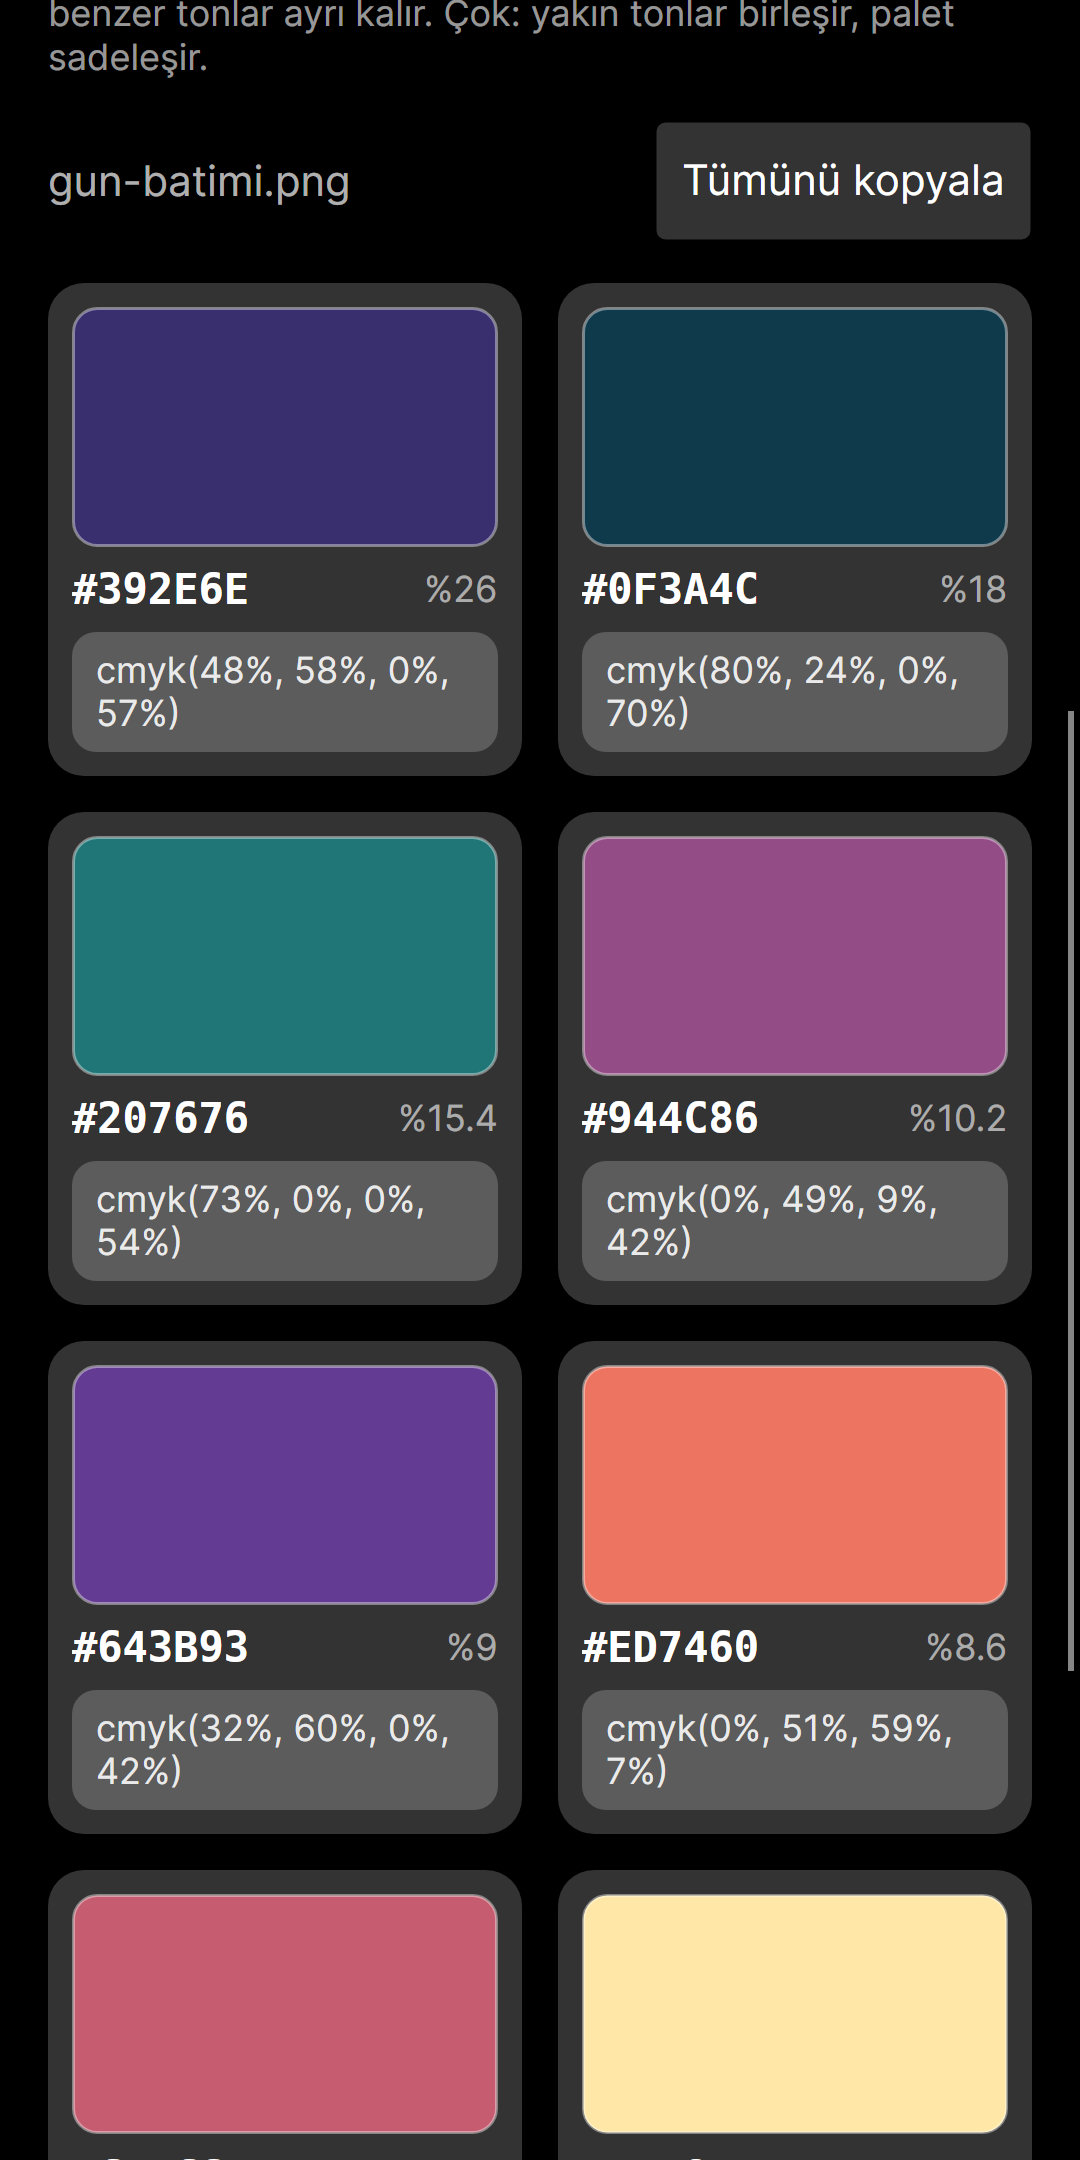 benzer tonlar ayrı kalır. Çok: yakın tonlar birleşir, palet
sadeleşir.
gun-batimi.png
Tümünü kopyala
#392E6E %26
cmyk(48%, 58%, 0%,
57%)
#0F3A4C %18
cmyk(80%, 24%, 0%,
70%)
#207676 %15.4
cmyk(73%, 0%, 0%,
54%)
#944C86 %10.2
cmyk(0%, 49%, 9%,
42%)
#643B93 %9
cmyk(32%, 60%, 0%,
42%)
#ED7460 %8.6
cmyk(0%, 51%, 59%,
7%)